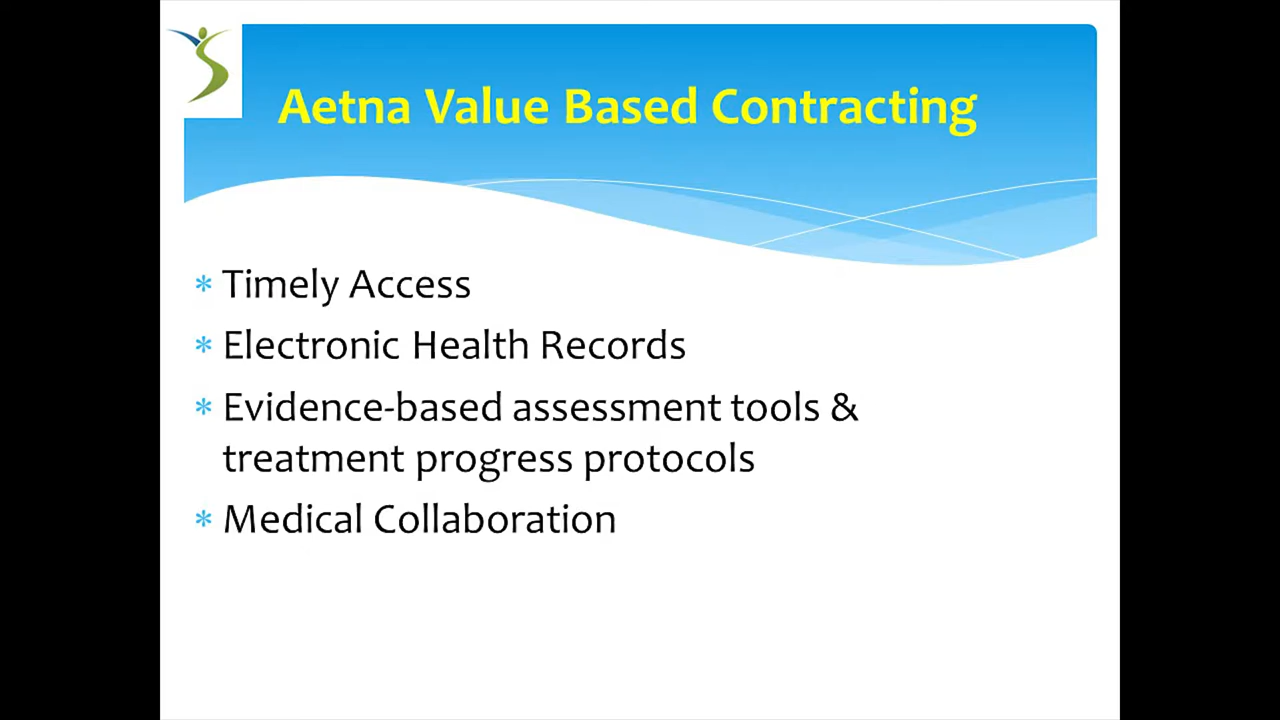 Aetna Value Based Contracting
* Timely Access
* Electronic Health Records
* Evidence-based assessment tools &
treatment progress protocols
* Medical Collaboration